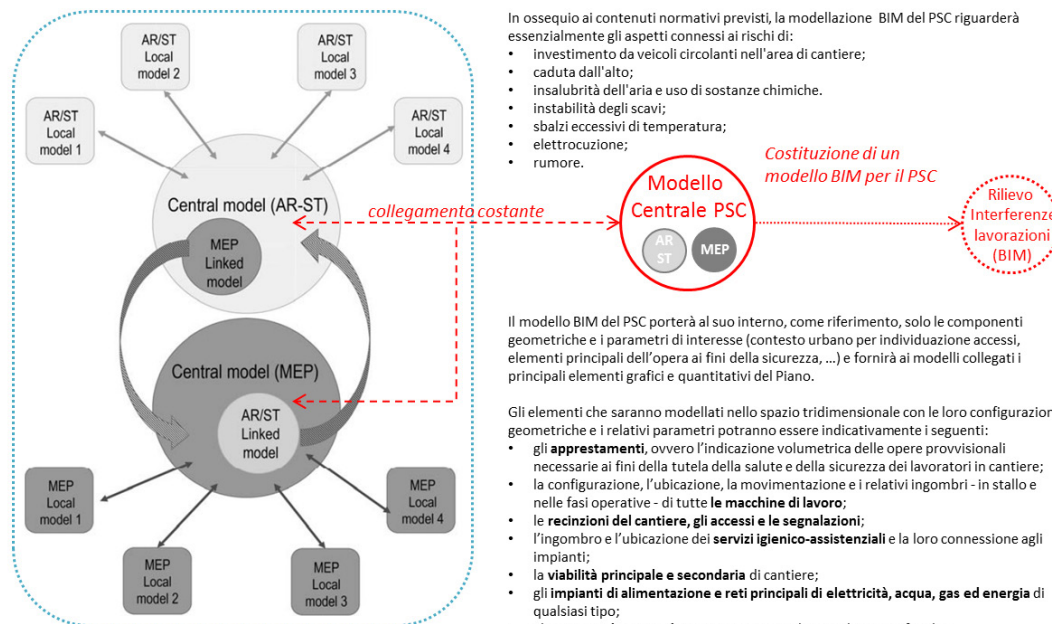 AR/ST
Local
model 2
AR/ST
Local
model 3
AR/ST
Local
model 1
AR/ST
Local
model 4
Central model (AR-ST)
MEP
Linked
model
Central model (MEP)
AR/ST
Linked
model
MEP
Local
model 1
MEP
Local
model 4
MEP
Local
model 2
MEP
Local
model 3
collegamento costante
In ossequio ai contenuti normativi previsti, la modellazione BIM del PSC riguarderà
essenzialmente gli aspetti connessi ai rischi di:
• investimento da veicoli circolanti nell'area di cantiere;
• caduta dall'alto;
• insalubrità dell'aria e uso di sostanze chimiche.
• instabilità degli scavi;
• sbalzi eccessivi di temperatura;
• elettrocuzione;
• rumore.
Modello
Centrale PSC
AR
ST
MEP
Costituzione di un
modello BIM per il PSC
Rilievo
Interferenze
lavorazioni
(BIM)
Il modello BIM del PSC porterà al suo interno, come riferimento, solo le componenti
geometriche e i parametri di interesse (contesto urbano per individuazione accessi,
elementi principali dell'opera ai fini della sicurezza, …) e fornirà ai modelli collegati i
principali elementi grafici e quantitativi del Piano.
Gli elementi che saranno modellati nello spazio tridimensionale con le loro configurazion
geometriche e i relativi parametri potranno essere indicativamente i seguenti:
• gli apprestamenti, ovvero l'indicazione volumetrica delle opere provvisionali
necessarie ai fini della tutela della salute e della sicurezza dei lavoratori in cantiere;
• la configurazione, l'ubicazione, la movimentazione e i relativi ingombri - in stallo e
nelle fasi operative - di tutte le macchine di lavoro;
• le recinzioni del cantiere, gli accessi e le segnalazioni;
• l'ingombro e l'ubicazione dei servizi igienico-assistenziali e la loro connessione agli
impianti;
• la viabilità principale e secondaria di cantiere;
• gli impianti di alimentazione e reti principali di elettricità, acqua, gas ed energia di
qualsiasi tipo;